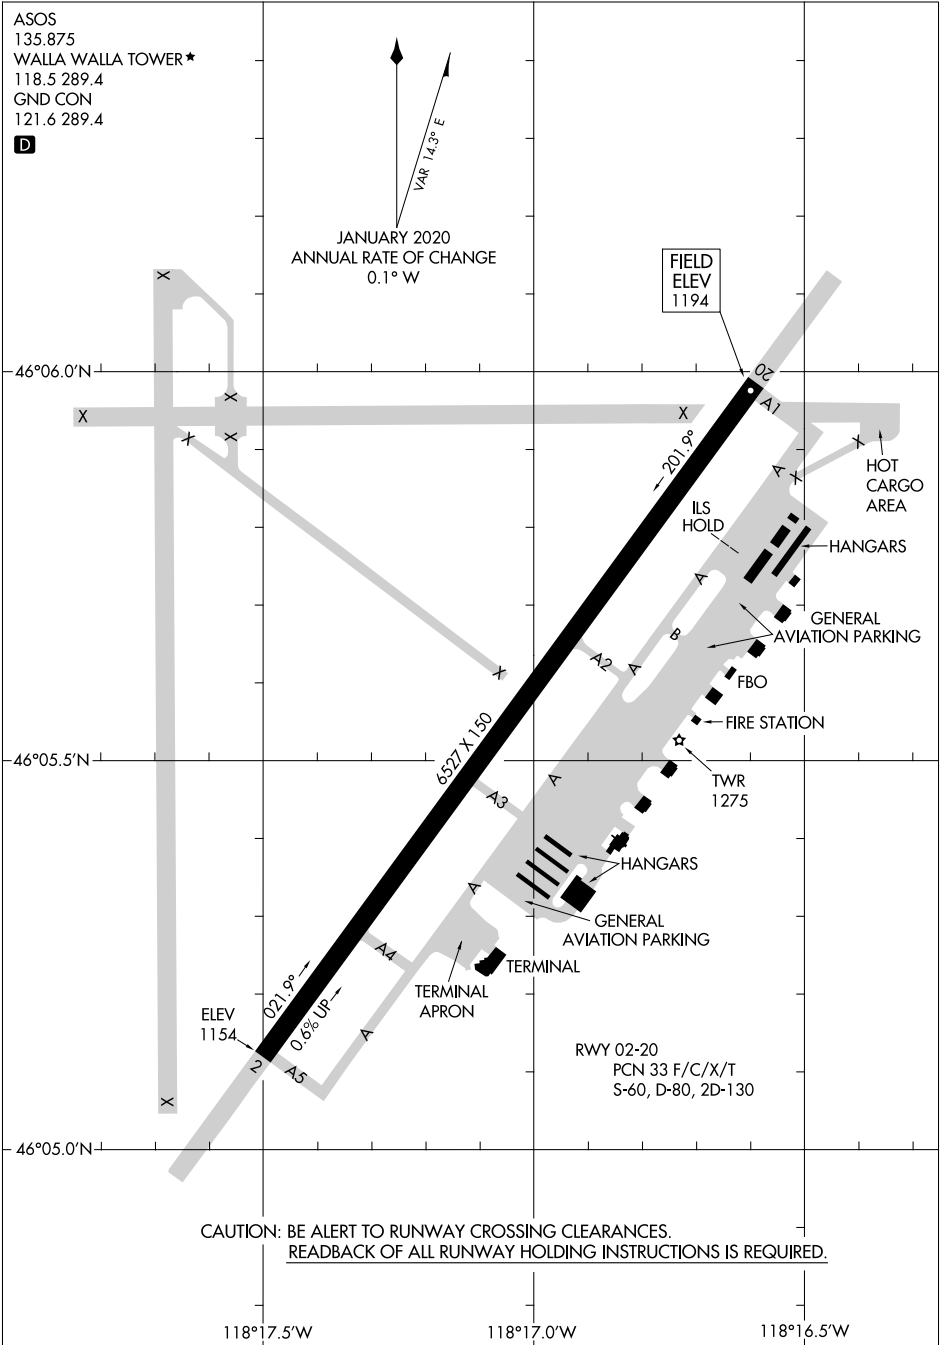 ASOS
135.875
WALLA WALLA TOWER★
118.5 289.4
GND CON
121.6 289.4
D
VAR 14.3° E
JANUARY 2020
ANNUAL RATE OF CHANGE
0.1° W
FIELD
ELEV
1194
46°06.0'N
X
X
X
X
X
X
X
20
A1
X
X
A
HOT
CARGO
AREA
201.9°
ILS
HOLD
HANGARS
A
GENERAL
AVIATION PARKING
B
A2
A
X
FBO
FIRE STATION
6527 X 150
46°05.5'N
TWR
1275
A
A3
HANGARS
A
GENERAL
AVIATION PARKING
A4
TERMINAL
TERMINAL
APRON
021.9°
0.6% UP
ELEV
1154
A
2
A5
X
RWY 02-20
PCN 33 F/C/X/T
S-60, D-80, 2D-130
46°05.0'N
CAUTION: BE ALERT TO RUNWAY CROSSING CLEARANCES.
READBACK OF ALL RUNWAY HOLDING INSTRUCTIONS IS REQUIRED.
118°17.5'W
118°17.0'W
118°16.5'W